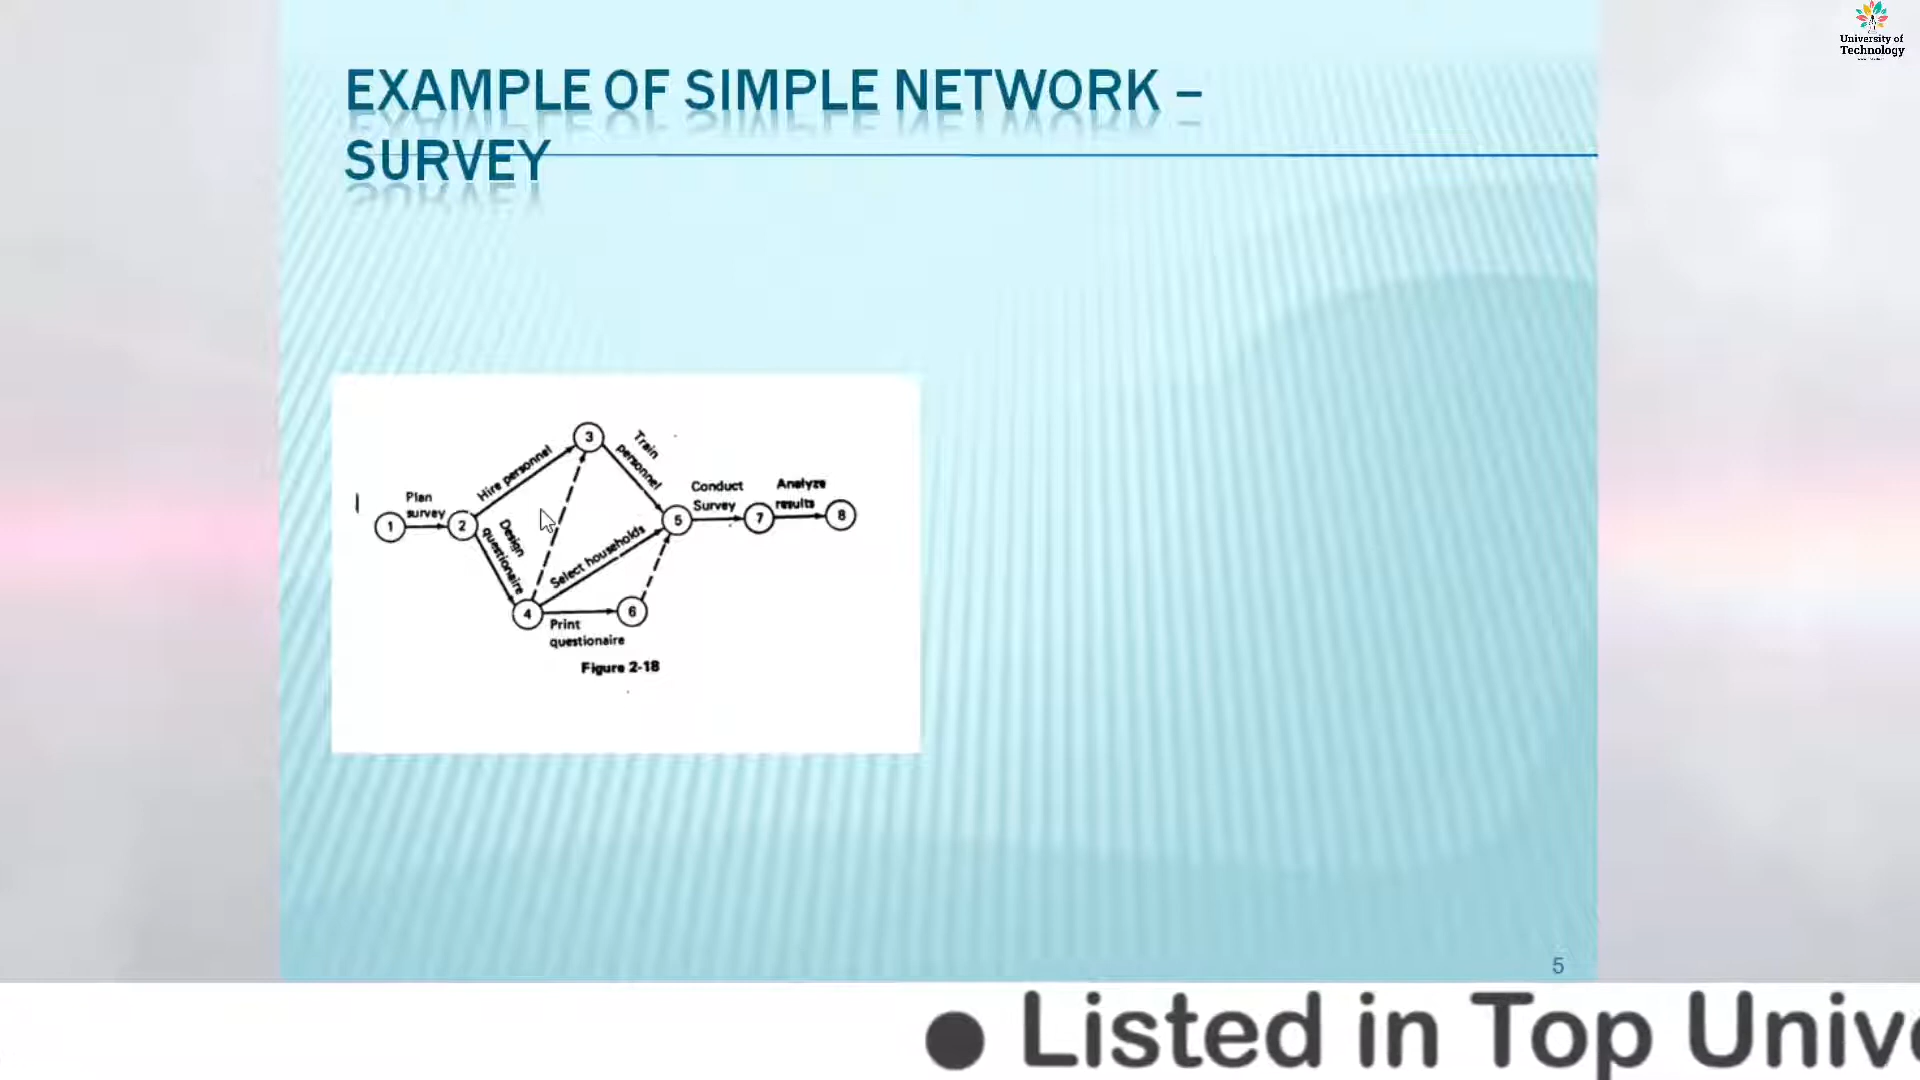 University of
Technology
EXAMPLE OF SIMPLE NETWORK –
SURVEY
Plan
survey
Hire personnel
Train
personnel
Design
questionaire
Select households
Print
questionaire
Conduct
Survey
Analyze
results
1
2
3
4
5
6
7
8
Figure 2-18
5
● Listed in Top Unive